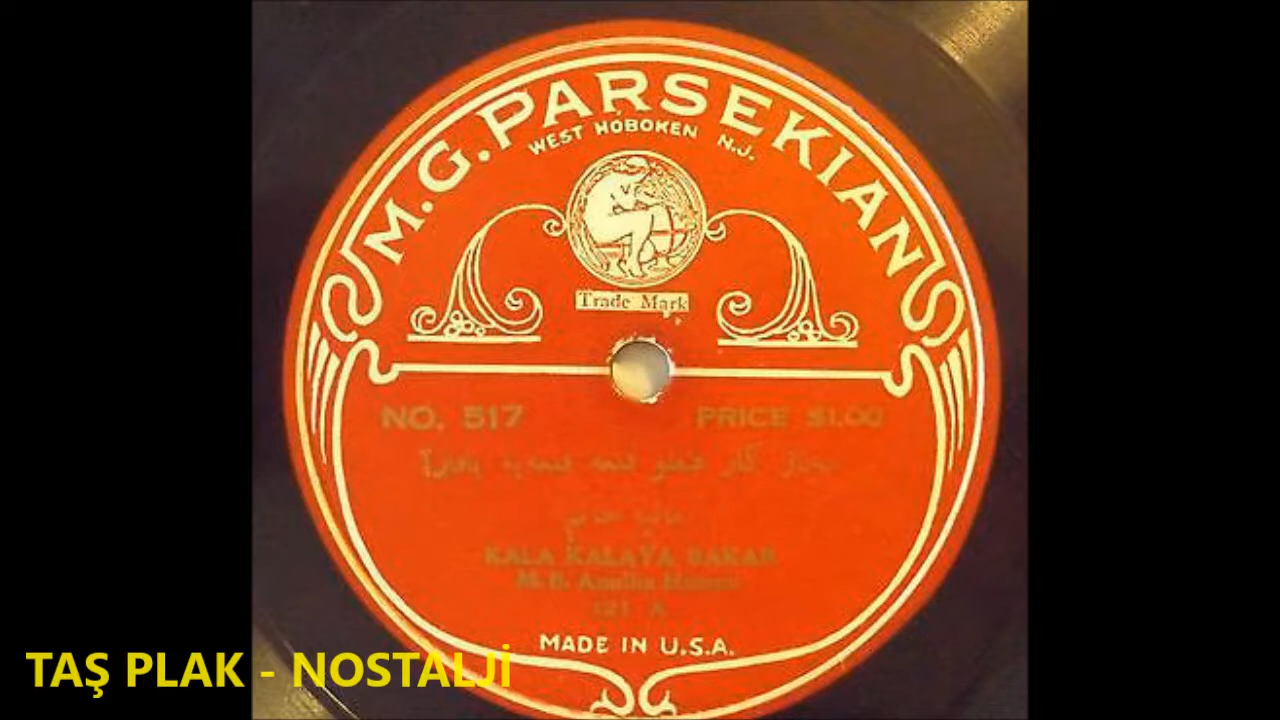 M.G. PARSEKIAN
WEST HOBOKEN N.J.
Trade Mark
NO. 517 PRICE $1.00
KALA KALAYA BAKAR
M.B.
121 A
MADE IN U.S.A.
TAŞ PLAK - NOSTALJİ